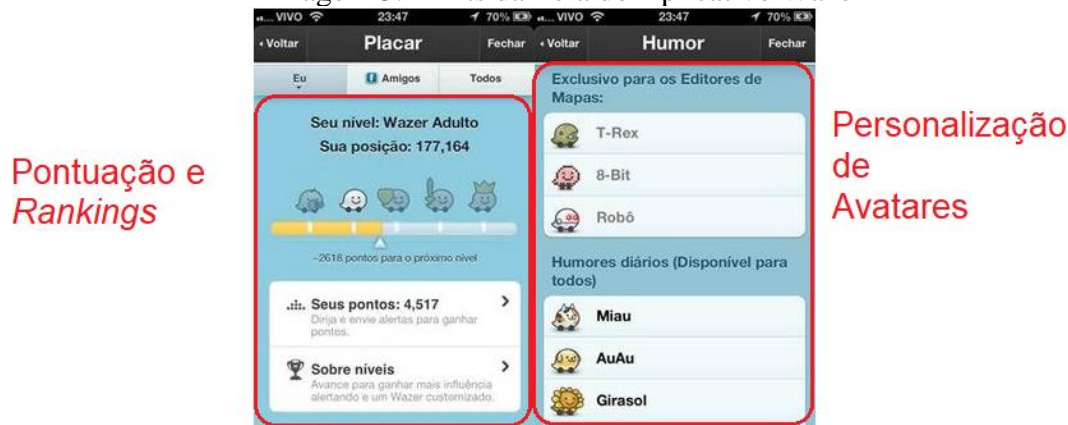 VIVO 23:47 70%
Voltar Placar Fechar
Eu Amigos Todos
Seu nível: Wazer Adulto
Sua posição: 177,164
~2618 pontos para o próximo nível
Seus pontos: 4,517
Dirija e envie alertas para ganhar
pontos.
Sobre níveis
Avance para ganhar mais influência
alertando e um Wazer customizado.
VIVO 23:47 70%
Voltar Humor Fechar
Exclusivo para os Editores de
Mapas:
T-Rex
8-Bit
Robô
Humores diários (Disponível para
todos)
Miau
AuAu
Girasol
Pontuação e
Rankings
Personalização
de
Avatares